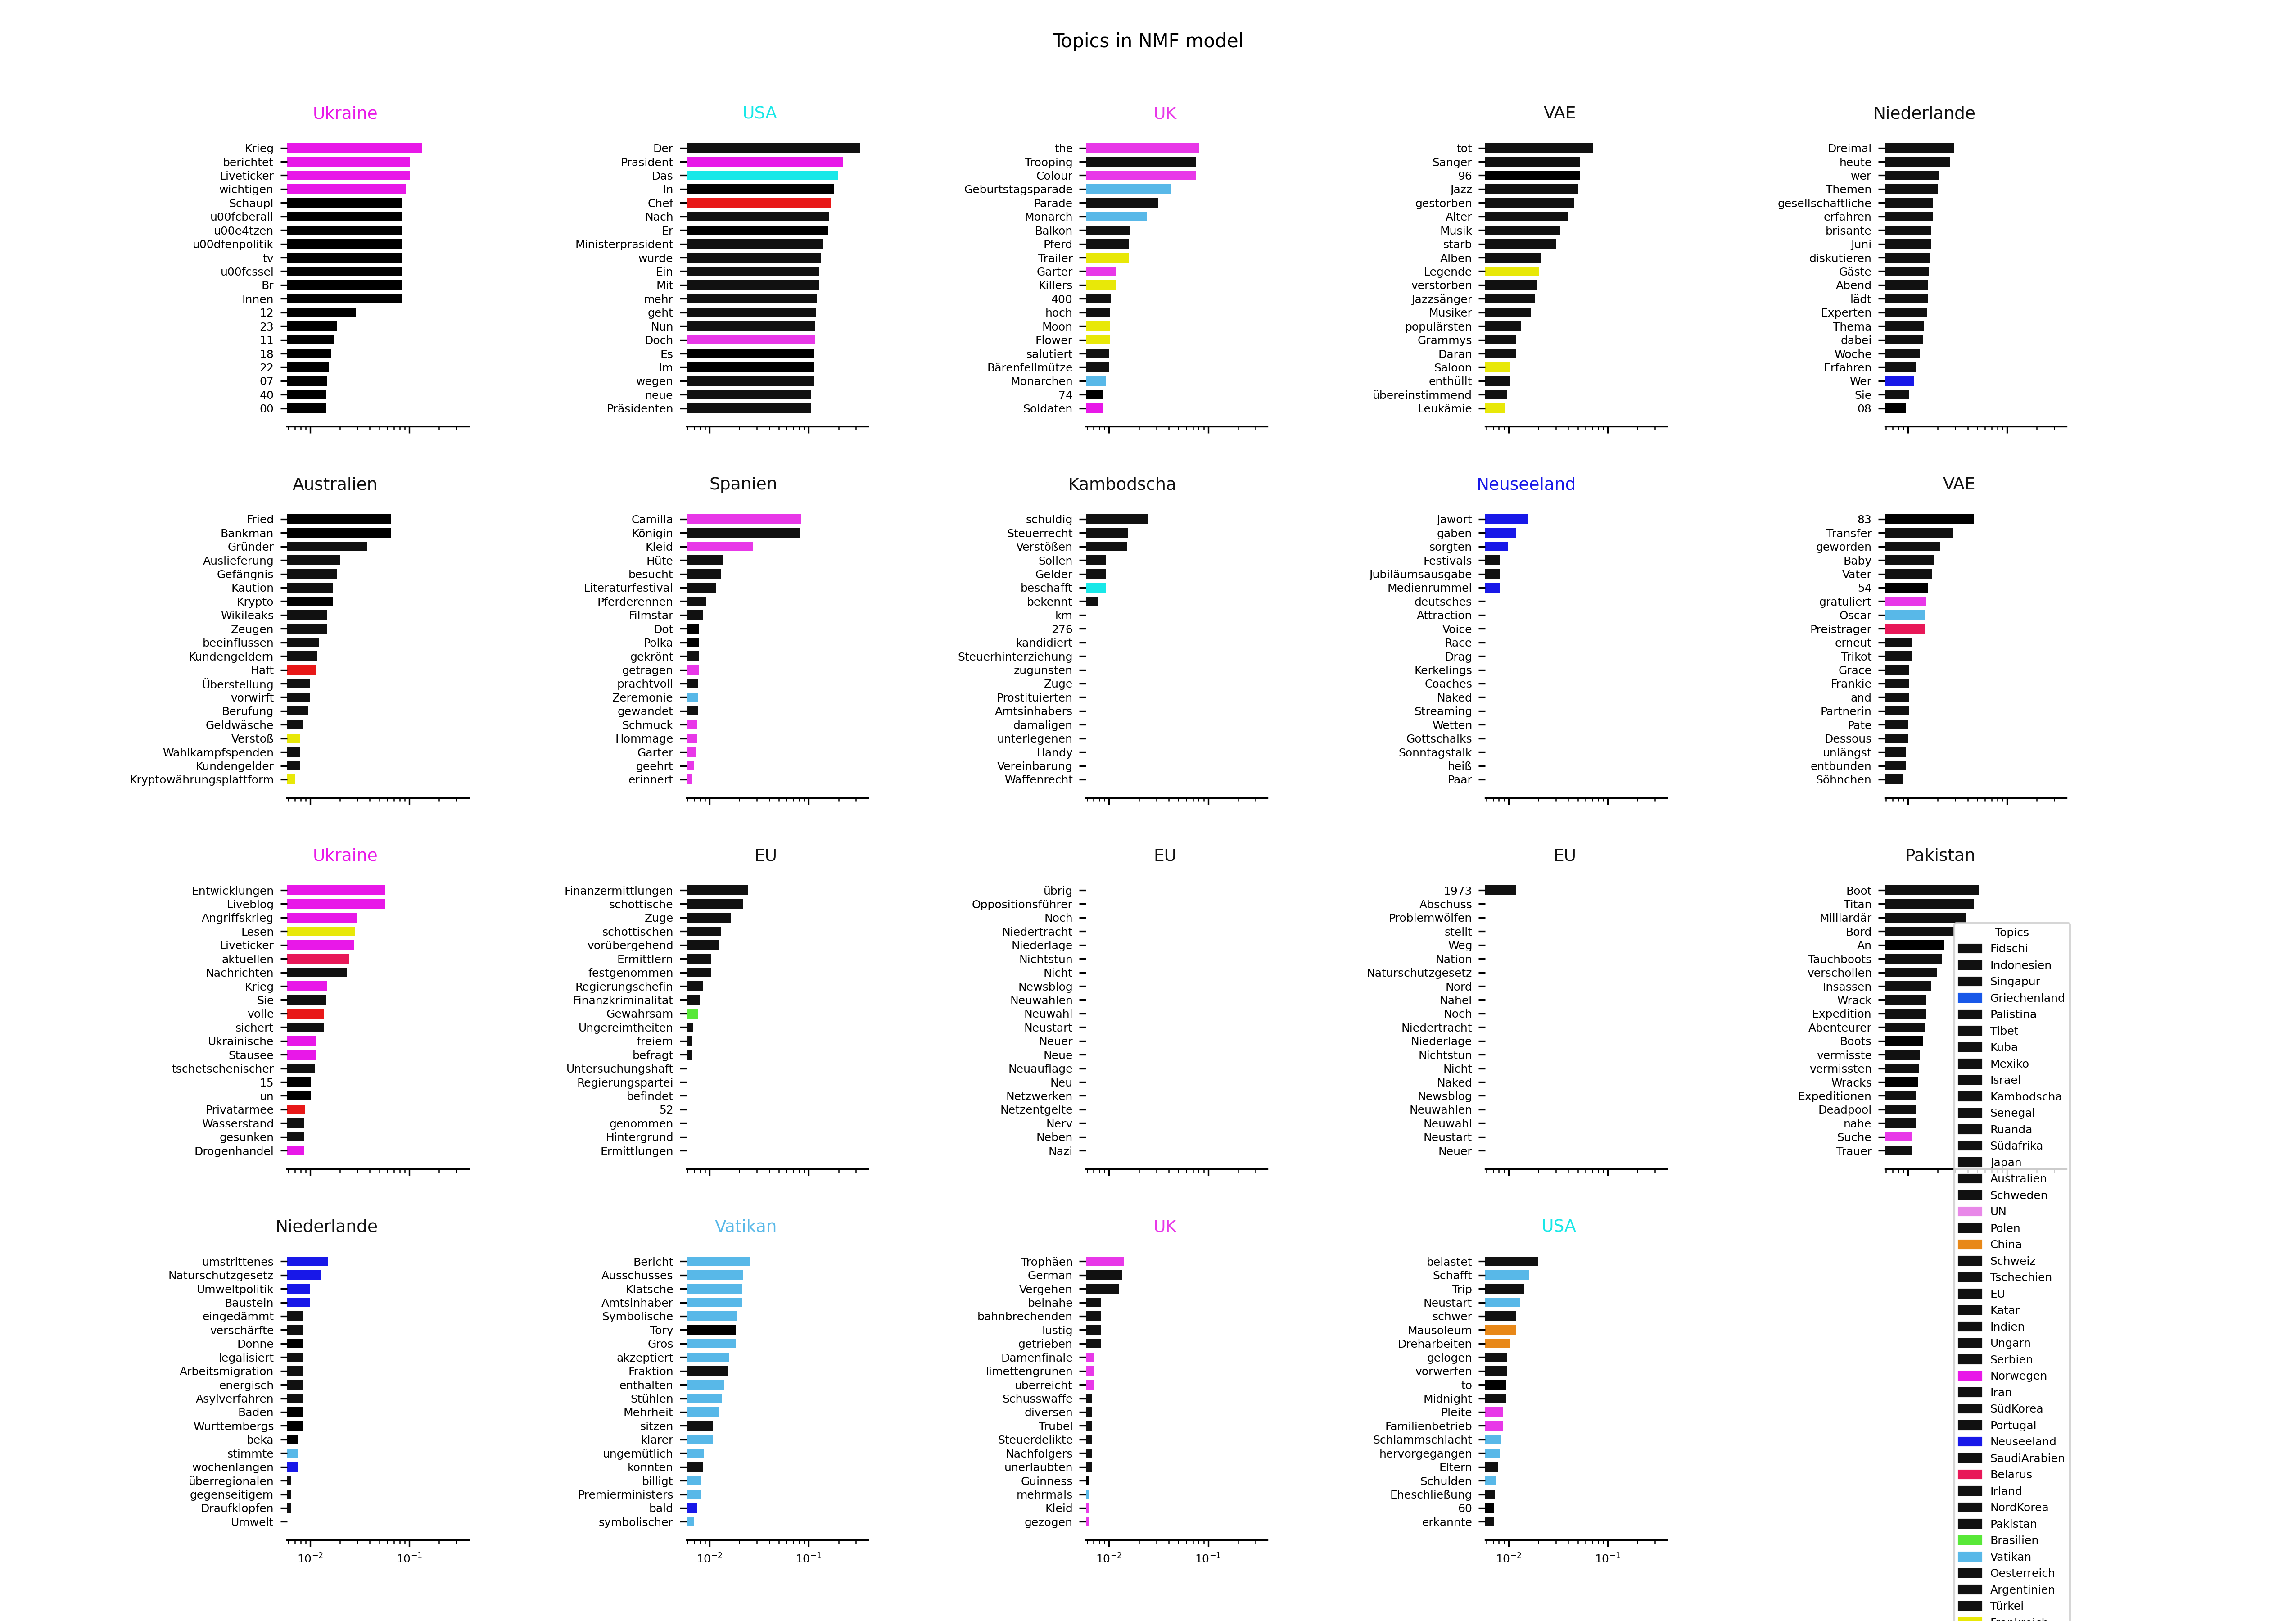 Topics in NMF model
Ukraine
Krieg
berichtet
Liveticker
wichtigen
Schaupl
u00fcberall
u00e4tzen
u00dfenpolitik
tv
u00fcssel
Br
Innen
12
23
11
18
22
07
40
00
USA
Der
Präsident
Das
In
Chef
Nach
Er
Ministerpräsident
wurde
Ein
Mit
mehr
geht
Nun
Doch
Es
Im
wegen
neue
Präsidenten
UK
the
Trooping
Colour
Geburtstagsparade
Parade
Monarch
Balkon
Pferd
Trailer
Garter
Killers
400
hoch
Moon
Flower
salutiert
Bärenfellmütze
Monarchen
74
Soldaten
VAE
tot
Sänger
96
Jazz
gestorben
Alter
Musik
starb
Alben
Legende
verstorben
Jazzsänger
Musiker
populärsten
Grammys
Daran
Saloon
enthüllt
übereinstimmend
Leukämie
Niederlande
Dreimal
heute
wer
Themen
gesellschaftliche
erfahren
brisante
Juni
diskutieren
Gäste
Abend
lädt
Experten
Thema
dabei
Woche
Erfahren
Wer
Sie
08
Australien
Fried
Bankman
Gründer
Auslieferung
Gefängnis
Kaution
Krypto
Wikileaks
Zeugen
beeinflussen
Kundengeldern
Haft
Überstellung
vorwirft
Berufung
Geldwäsche
Verstoß
Wahlkampfspenden
Kundengelder
Kryptowährungsplattform
Spanien
Camilla
Königin
Kleid
Hüte
besucht
Literaturfestival
Pferderennen
Filmstar
Dot
Polka
gekrönt
getragen
prachtvoll
Zeremonie
gewandet
Schmuck
Hommage
Garter
geehrt
erinnert
Kambodscha
schuldig
Steuerrecht
Verstößen
Sollen
Gelder
beschafft
bekennt
km
276
kandidiert
Steuerhinterziehung
zugunsten
Zuge
Prostituierten
Amtsinhabers
damaligen
unterlegenen
Handy
Vereinbarung
Waffenrecht
Neuseeland
Jawort
gaben
sorgten
Festivals
Jubiläumsausgabe
Medienrummel
deutsches
Attraction
Voice
Race
Drag
Kerkelings
Coaches
Naked
Streaming
Wetten
Gottschalks
Sonntagstalk
heiß
Paar
VAE
83
Transfer
geworden
Baby
Vater
54
gratuliert
Oscar
Preisträger
erneut
Trikot
Grace
Frankie
and
Partnerin
Pate
Dessous
unlängst
entbunden
Söhnchen
Ukraine
Entwicklungen
Liveblog
Angriffskrieg
Lesen
Liveticker
aktuellen
Nachrichten
Krieg
Sie
volle
sichert
Ukrainische
Stausee
tschetschenischer
15
un
Privatarmee
Wasserstand
gesunken
Drogenhandel
EU
Finanzermittlungen
schottische
Zuge
schottischen
vorübergehend
Ermittlern
festgenommen
Regierungschefin
Finanzkriminalität
Gewahrsam
Ungereimtheiten
freiem
befragt
Untersuchungshaft
Regierungspartei
befindet
52
genommen
Hintergrund
Ermittlungen
EU
übrig
Oppositionsführer
Noch
Niedertracht
Niederlage
Nichtstun
Nicht
Newsblog
Neuwahlen
Neuwahl
Neustart
Neuer
Neue
Neuauflage
Neu
Netzwerken
Netzentgelte
Nerv
Neben
Nazi
EU
1973
Abschuss
Problemwölfen
stellt
Weg
Nation
Naturschutzgesetz
Nord
Nahel
Noch
Niedertracht
Niederlage
Nichtstun
Nicht
Naked
Newsblog
Neuwahlen
Neuwahl
Neustart
Neuer
Pakistan
Boot
Titan
Milliardär
Bord
An
Tauchboots
verschollen
Insassen
Wrack
Expedition
Abenteurer
Boots
vermisste
vermissten
Wracks
Expeditionen
Deadpool
nahe
Suche
Trauer
Niederlande
umstrittenes
Naturschutzgesetz
Umweltpolitik
Baustein
eingedämmt
verschärfte
Donne
legalisiert
Arbeitsmigration
energisch
Asylverfahren
Baden
Württembergs
beka
stimmte
wochenlangen
überregionalen
gegenseitigem
Draufklopfen
Umwelt
10⁻² 10⁻¹
Vatikan
Bericht
Ausschusses
Klatsche
Amtsinhaber
Symbolische
Tory
Gros
akzeptiert
Fraktion
enthalten
Stühlen
Mehrheit
sitzen
klarer
ungemütlich
könnten
billigt
Premierministers
bald
symbolischer
10⁻² 10⁻¹
UK
Trophäen
German
Vergehen
beinahe
bahnbrechenden
lustig
getrieben
Damenfinale
limettengrünen
überreicht
Schusswaffe
diversen
Trubel
Steuerdelikte
Nachfolgers
unerlaubten
Guinness
mehrmals
Kleid
gezogen
10⁻² 10⁻¹
USA
belastet
Schafft
Trip
Neustart
schwer
Mausoleum
Dreharbeiten
gelogen
vorwerfen
to
Midnight
Pleite
Familienbetrieb
Schlammschlacht
hervorgegangen
Eltern
Schulden
Eheschließung
60
erkannte
10⁻² 10⁻¹
Topics
Fidschi
Indonesien
Singapur
Griechenland
Palistina
Tibet
Kuba
Mexiko
Israel
Kambodscha
Senegal
Ruanda
Südafrika
Japan
Australien
Schweden
UN
Polen
China
Schweiz
Tschechien
EU
Katar
Indien
Ungarn
Serbien
Norwegen
Iran
SüdKorea
Portugal
Neuseeland
SaudiArabien
Belarus
Irland
NordKorea
Pakistan
Brasilien
Vatikan
Oesterreich
Argentinien
Türkei